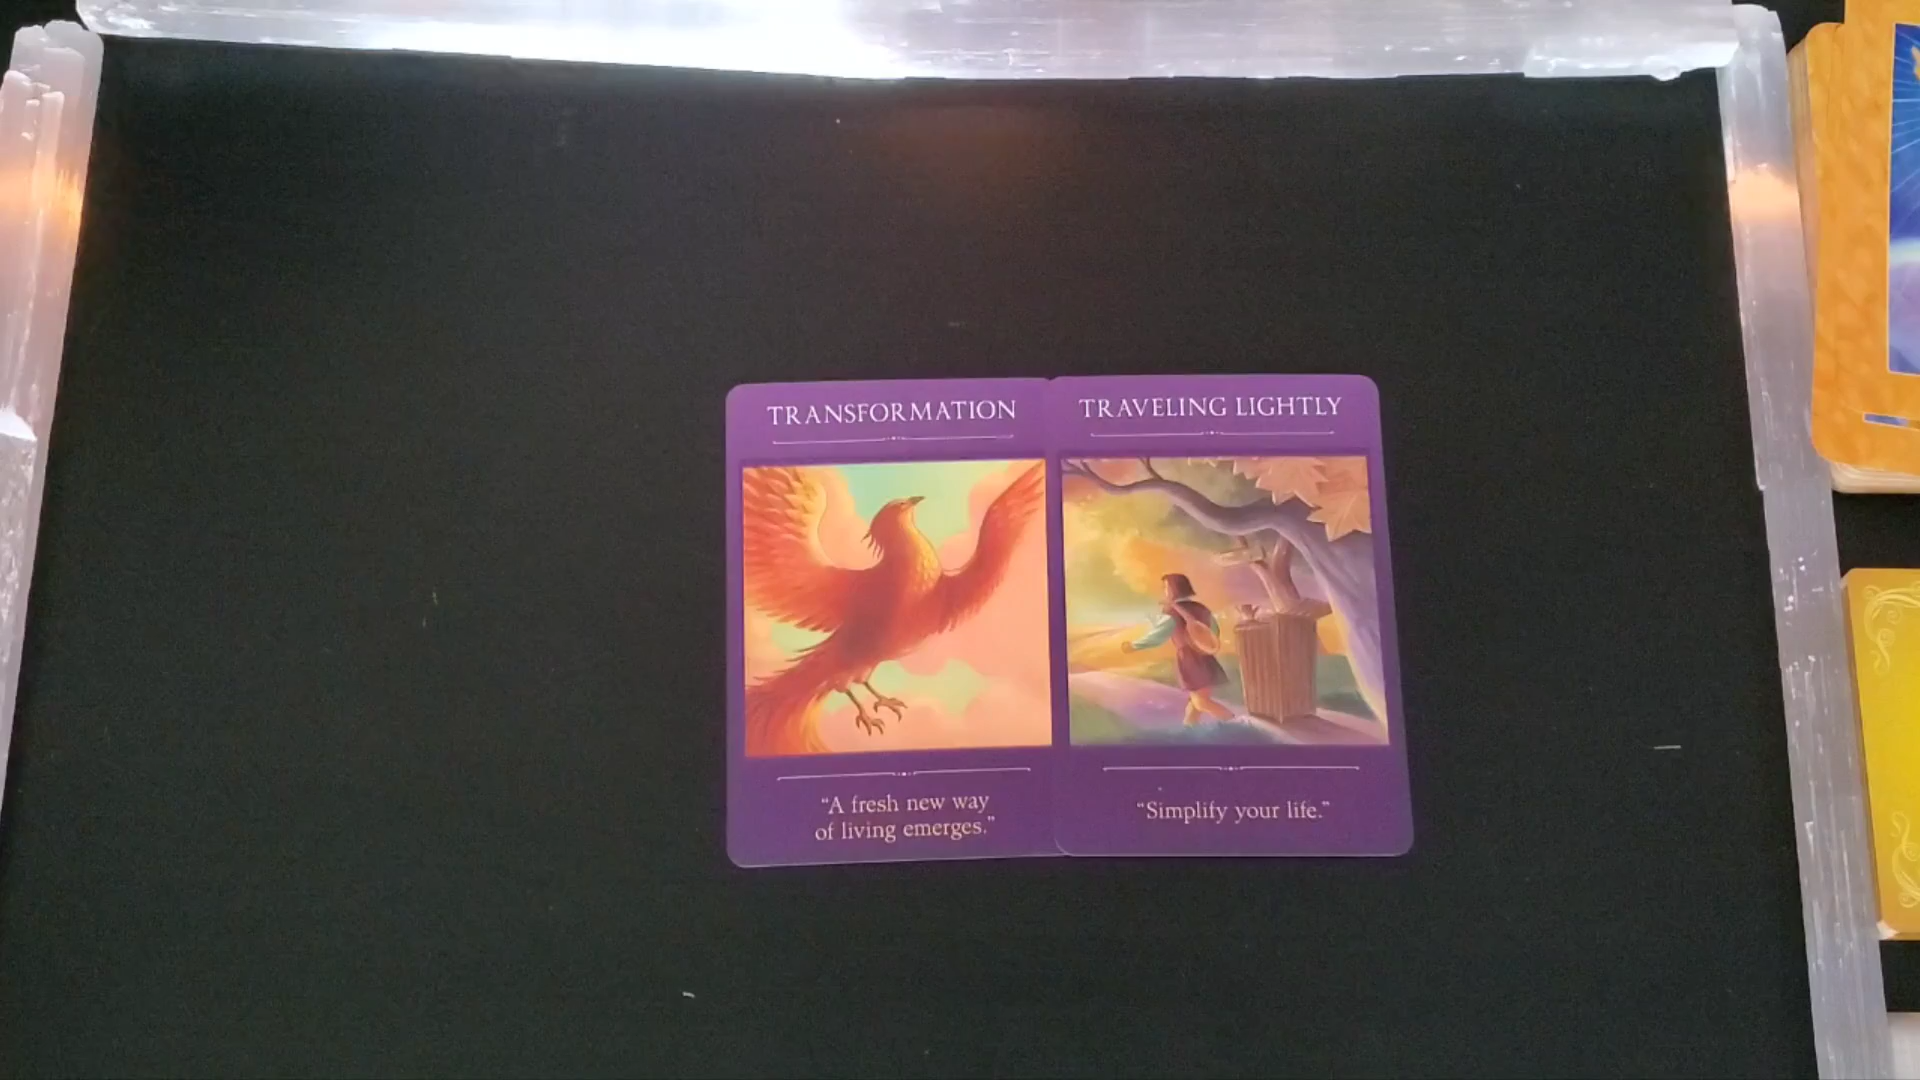 TRANSFORMATION
“A fresh new way
of living emerges.”
TRAVELING LIGHTLY
“Simplify your life.”